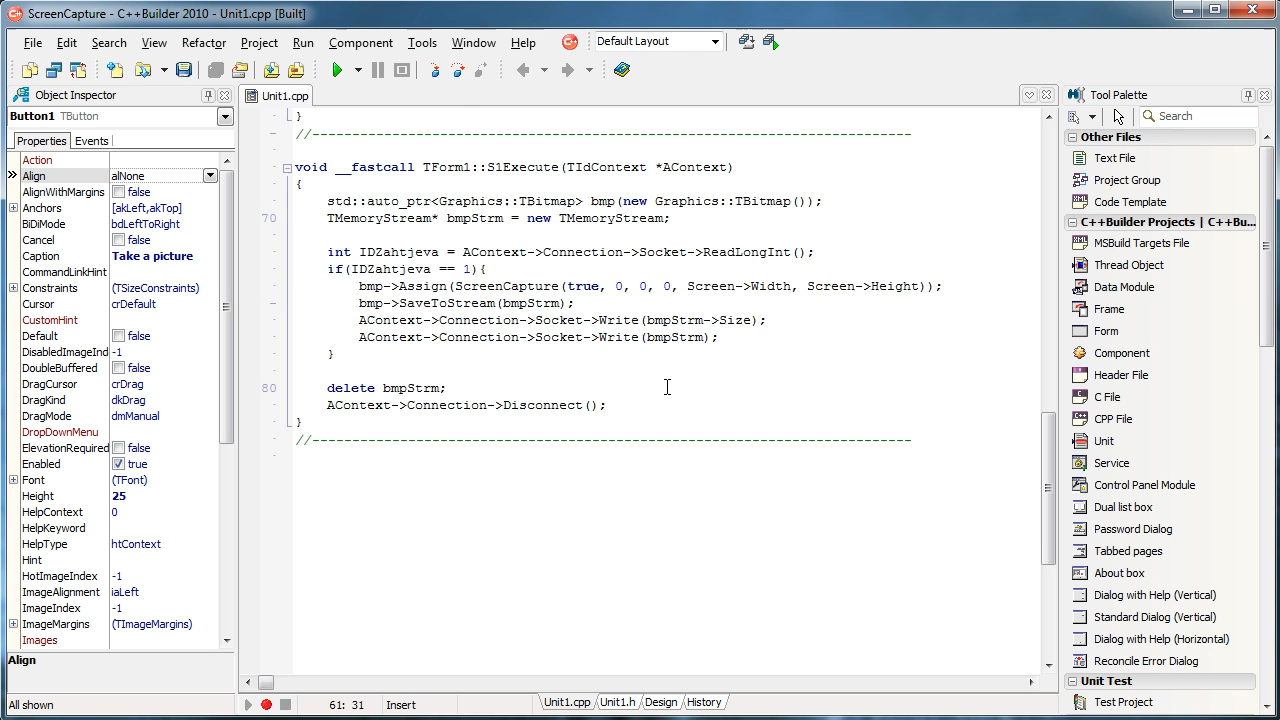 ScreenCapture - C++Builder 2010 - Unit1.cpp [Built]
File Edit Search View Refactor Project Run Component Tools Window Help Default Layout
Object Inspector
Button1 TButton
Properties Events
Action
Align alNone
AlignWithMargins false
Anchors [akLeft,akTop]
BiDiMode bdLeftToRight
Cancel false
Caption Take a picture
CommandLinkHint
Constraints (TSizeConstraints)
Cursor crDefault
CustomHint
Default false
DisabledImageInd -1
DoubleBuffered false
DragCursor crDrag
DragKind dkDrag
DragMode dmManual
DropDownMenu
ElevationRequired false
Enabled true
Font (TFont)
Height 25
HelpContext 0
HelpKeyword
HelpType htContext
Hint
HotImageIndex -1
ImageAlignment iaLeft
ImageIndex -1
ImageMargins (TImageMargins)
Images
Align
All shown
Unit1.cpp
}
//---------------------------------------------------------------------------
void __fastcall TForm1::S1Execute(TIdContext *AContext)
{
std::auto_ptr<Graphics::TBitmap> bmp(new Graphics::TBitmap());
70 TMemoryStream* bmpStrm = new TMemoryStream;
int IDZahtjeva = AContext->Connection->Socket->ReadLongInt();
if(IDZahtjeva == 1){
bmp->Assign(ScreenCapture(true, 0, 0, 0, Screen->Width, Screen->Height));
bmp->SaveToStream(bmpStrm);
AContext->Connection->Socket->Write(bmpStrm->Size);
AContext->Connection->Socket->Write(bmpStrm);
}
80 delete bmpStrm;
AContext->Connection->Disconnect();
}
//---------------------------------------------------------------------------
61: 31 Insert
Unit1.cpp Unit1.h Design History
Tool Palette
Search
Other Files
Text File
Project Group
Code Template
C++Builder Projects | C++Bu...
MSBuild Targets File
Thread Object
Data Module
Frame
Form
Component
Header File
C File
CPP File
Unit
Service
Control Panel Module
Dual list box
Password Dialog
Tabbed pages
About box
Dialog with Help (Vertical)
Standard Dialog (Vertical)
Dialog with Help (Horizontal)
Reconcile Error Dialog
Unit Test
Test Project